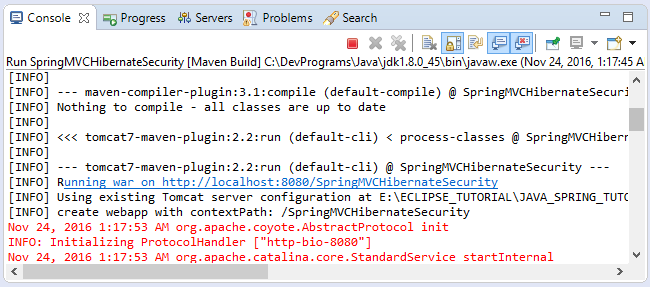 Console Progress Servers Problems Search
Run SpringMVCHibernateSecurity [Maven Build] C:\DevPrograms\Java\jdk1.8.0_45\bin\javaw.exe (Nov 24, 2016, 1:17:45 A
[INFO]
[INFO] --- maven-compiler-plugin:3.1:compile (default-compile) @ SpringMVCHibernateSecuri
[INFO] Nothing to compile - all classes are up to date
[INFO]
[INFO] <<< tomcat7-maven-plugin:2.2:run (default-cli) < process-classes @ SpringMVCHibern
[INFO]
[INFO] --- tomcat7-maven-plugin:2.2:run (default-cli) @ SpringMVCHibernateSecurity ---
[INFO] Running war on http://localhost:8080/SpringMVCHibernateSecurity
[INFO] Using existing Tomcat server configuration at E:\ECLIPSE_TUTORIAL\JAVA_SPRING_TUTO
[INFO] create webapp with contextPath: /SpringMVCHibernateSecurity
Nov 24, 2016 1:17:53 AM org.apache.coyote.AbstractProtocol init
INFO: Initializing ProtocolHandler ["http-bio-8080"]
Nov 24, 2016 1:17:53 AM org.apache.catalina.core.StandardService startInternal